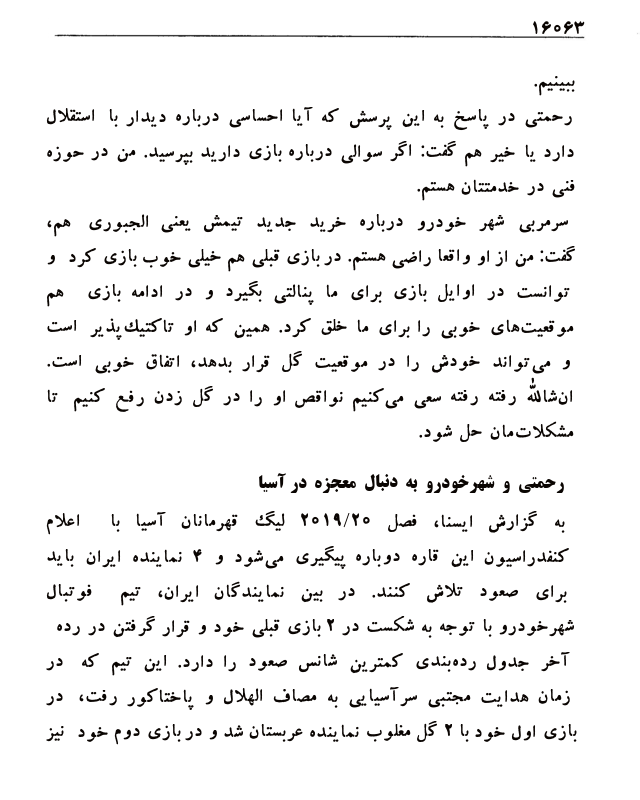 ۱۶۰۶۳
ببینیم.
رحمتی در پاسخ به این پرسش که آیا احساسی درباره دیدار با استقلال
دارد یا خیر هم گفت: اگر سوالی درباره بازی دارید بپرسید. من در حوزه
فنی در خدمتتان هستم.
سرمربی شهر خودرو درباره خرید جدید تیمش یعنی الجبوری هم،
گفت: من از او واقعا راضی هستم. در بازی قبلی هم خیلی خوب بازی کرد و
توانست در اوایل بازی برای ما پنالتی بگیرد و در ادامه بازی هم
موقعیت‌های خوبی را برای ما خلق کرد. همین که او تاکتیک‌پذیر است
و می‌تواند خودش را در موقعیت گل قرار بدهد، اتفاق خوبی است.
ان‌شالله رفته رفته سعی می‌کنیم نواقص او را در گل زدن رفع کنیم تا
مشکلات‌مان حل شود.
رحمتی و شهرخودرو به دنبال معجزه در آسیا
به گزارش ایسنا، فصل ۲۰۱۹/۲۰ لیگ قهرمانان آسیا با اعلام
کنفدراسیون این قاره دوباره پیگیری می‌شود و ۴ نماینده ایران باید
برای صعود تلاش کنند. در بین نمایندگان ایران، تیم فوتبال
شهرخودرو با توجه به شکست در ۲ بازی قبلی خود و قرار گرفتن در رده
آخر جدول رده‌بندی کمترین شانس صعود را دارد. این تیم که در
زمان هدایت مجتبی سرآسیایی به مصاف الهلال و پاختاکور رفت، در
بازی اول خود با ۲ گل مغلوب نماینده عربستان شد و در بازی دوم خود نیز